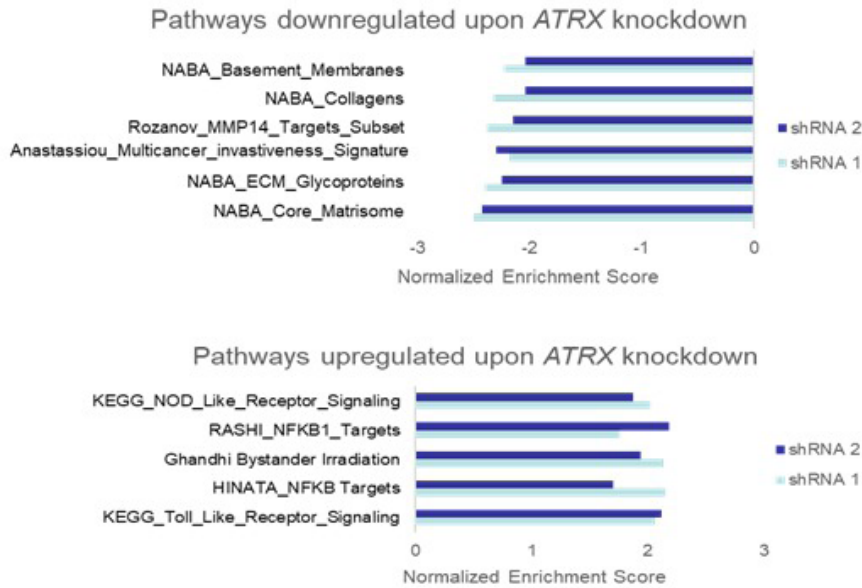 Pathways downregulated upon ATRX knockdown
NABA_Basement_Membranes
NABA_Collagens
Rozanov_MMP14_Targets_Subset
Anastassiou_Multicancer_invastiveness_Signature
NABA_ECM_Glycoproteins
NABA_Core_Matrisome
shRNA 2
shRNA 1
-3 -2 -1 0
Normalized Enrichment Score
Pathways upregulated upon ATRX knockdown
KEGG_NOD_Like_Receptor_Signaling
RASHI_NFKB1_Targets
Ghandhi Bystander Irradiation
HINATA_NFKB Targets
KEGG_Toll_Like_Receptor_Signaling
shRNA 2
shRNA 1
0 1 2 3
Normalized Enrichment Score